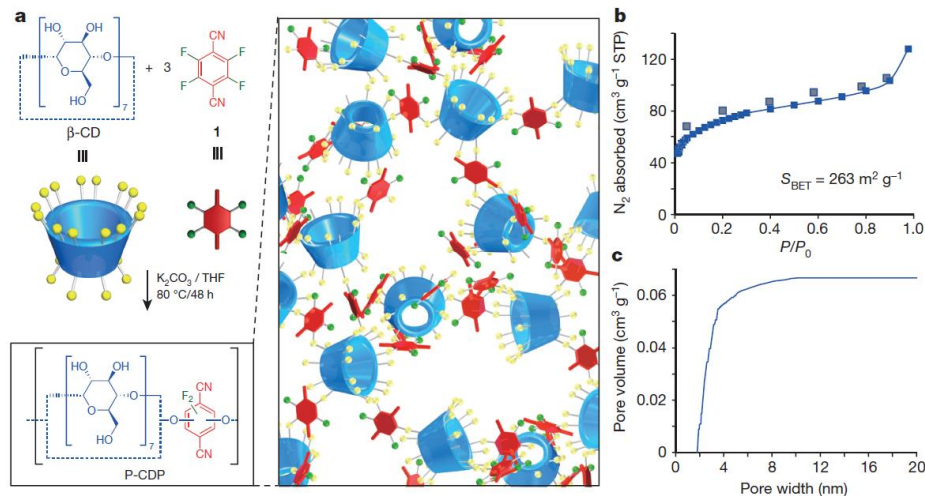 a
HO
OH
O
O
HO
7
β-CD
+ 3
CN
F
F
F
F
CN
1
K₂CO₃ / THF
80 °C/48 h
HO
OH
O
O
HO
7
O
F₂
CN
O
CN
P-CDP
b
N₂ absorbed (cm³ g⁻¹ STP)
120
80
40
0
S_BET = 263 m² g⁻¹
0.2
0.4
0.6
0.8
1.0
P/P₀
c
Pore volume (cm³ g⁻¹)
0.06
0.04
0.02
0
0
4
8
12
16
20
Pore width (nm)